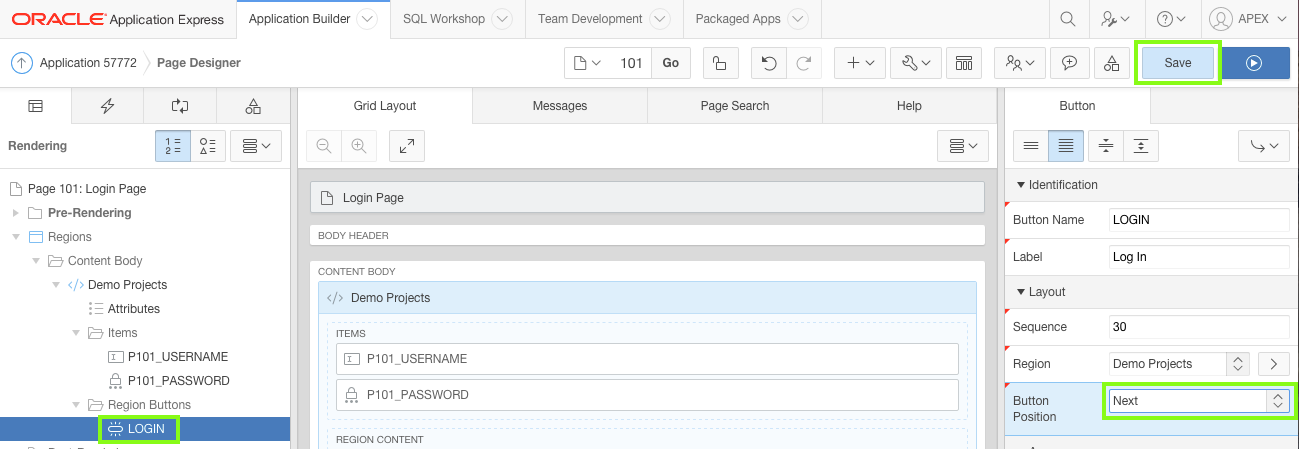 ORACLE Application Express
Application Builder
SQL Workshop
Team Development
Packaged Apps
APEX
Application 57772
Page Designer
101
Go
Save
Grid Layout
Messages
Page Search
Help
Button
Rendering
Page 101: Login Page
Pre-Rendering
Regions
Content Body
Demo Projects
Attributes
Items
P101_USERNAME
P101_PASSWORD
Region Buttons
LOGIN
Login Page
BODY HEADER
CONTENT BODY
Demo Projects
ITEMS
P101_USERNAME
P101_PASSWORD
REGION CONTENT
Identification
Button Name LOGIN
Label Log In
Layout
Sequence 30
Region Demo Projects
Button Position Next